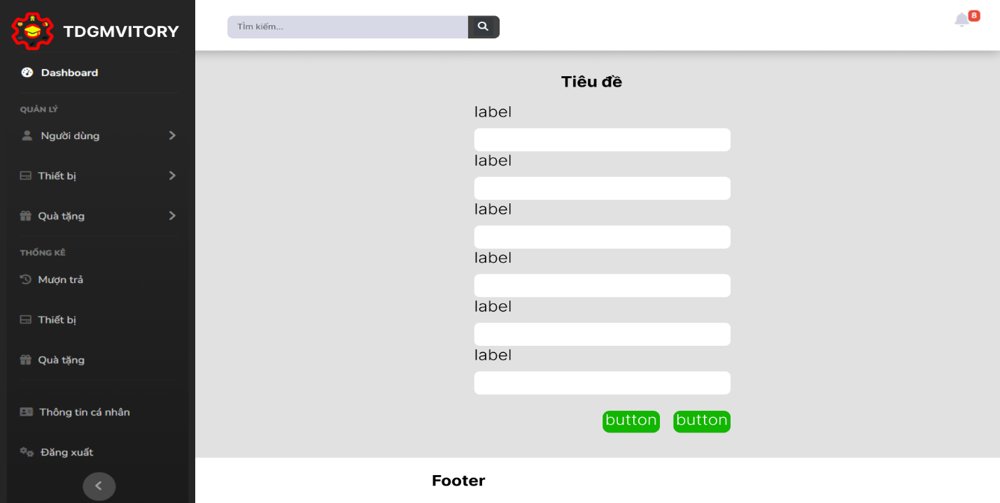 TDGMVITORY
Dashboard
QUẢN LÝ
Người dùng
Thiết bị
Quà tặng
THỐNG KÊ
Mượn trả
Thiết bị
Quà tặng
Thông tin cá nhân
Đăng xuất
TÌm kiếm...
8
Tiêu đề
label
label
label
label
label
label
button button
Footer